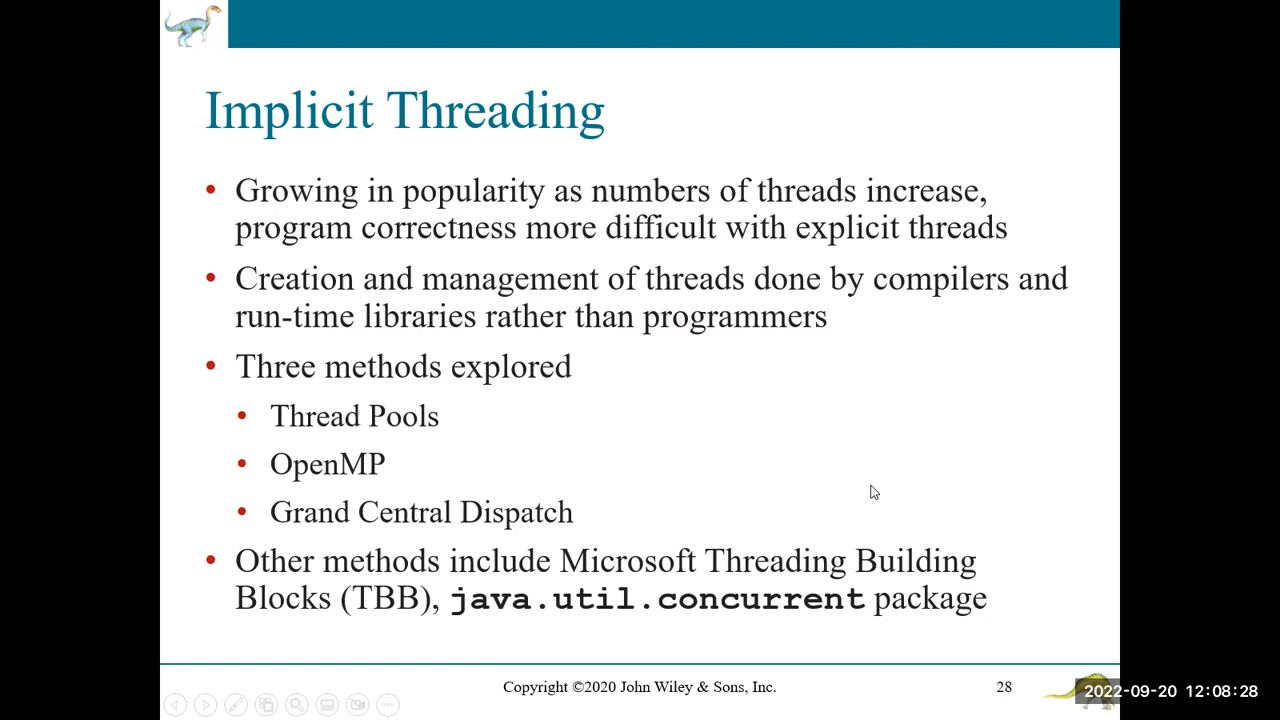 Implicit Threading
• Growing in popularity as numbers of threads increase,
program correctness more difficult with explicit threads
• Creation and management of threads done by compilers and
run-time libraries rather than programmers
• Three methods explored
• Thread Pools
• OpenMP
• Grand Central Dispatch
• Other methods include Microsoft Threading Building
Blocks (TBB), java.util.concurrent package
Copyright ©2020 John Wiley & Sons, Inc.
28
2022-09-20 12:08:28